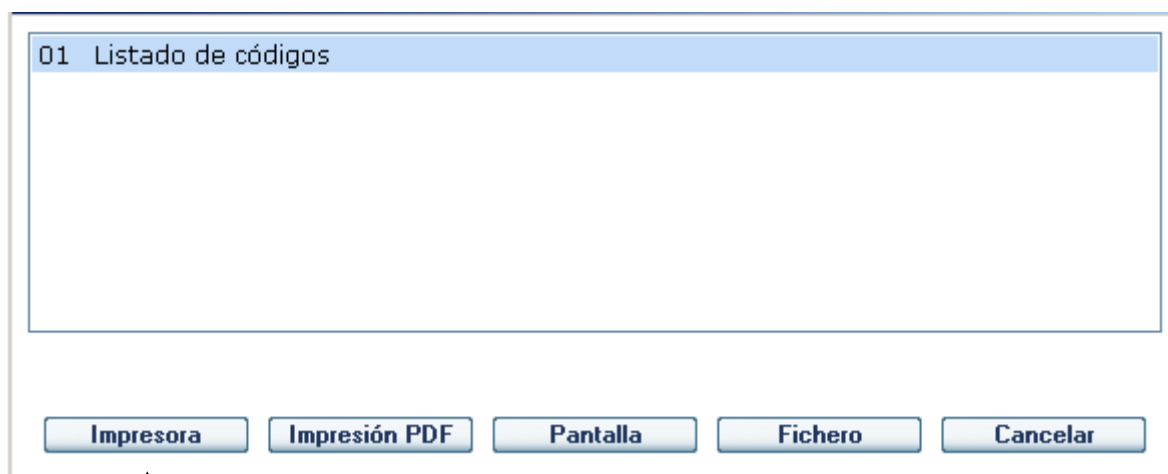 01 Listado de códigos
Impresora Impresión PDF Pantalla Fichero Cancelar